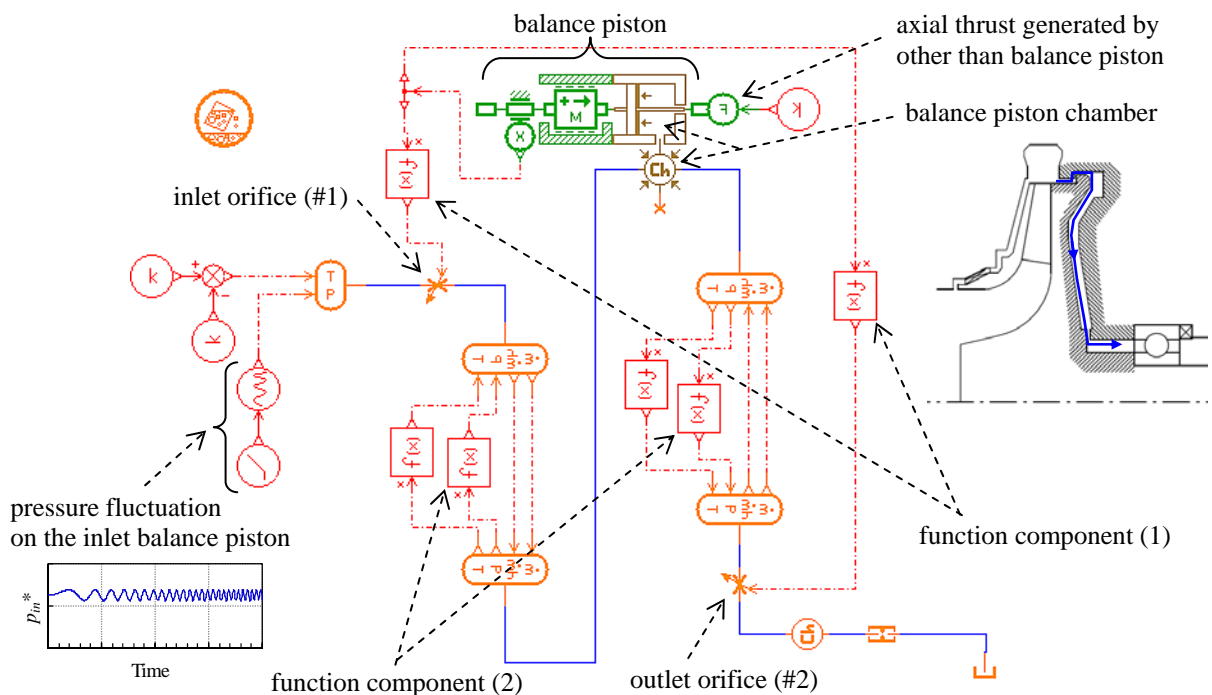 balance piston
axial thrust generated by
other than balance piston
balance piston chamber
inlet orifice (#1)
pressure fluctuation
on the inlet balance piston
p_in*
Time
function component (2)
outlet orifice (#2)
function component (1)
k
k
k
T
P
M
x
F
Ch
Ch
f(x)
f(x)
f(x)
f(x)
f(x)
f(x)
x
x
x
x
x
x
+
-